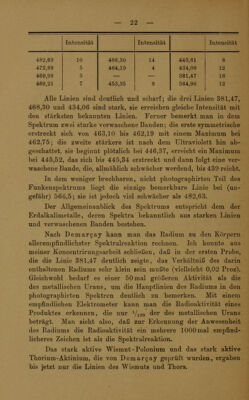 — 22 —
Intensität Intensität Intensität
482,63 10 468,30 14 443,61 8
472,69 5 464,19 4 434,06 12
469,98 3 — — 381,47 18
469,21 7 453,35 9 364,96 12
Alle Linien sind deutlich und scharf; die drei Linien 381,47,
468,30 und 434,06 sind stark, sie erreichen gleiche Intensität mit
den stärksten bekannten Linien. Ferner bemerkt man in dem
Spektrum zwei starke verwaschene Banden; die erste symmetrische
erstreckt sich von 463,10 bis 462,19 mit einem Maximum bei
462,75; die zweite stärkere ist nach dem Ultraviolett hin ab-
geschattet, sie beginnt plötzlich bei 446,37, erreicht ein Maximum
bei 445,52, das sich bis 445,34 erstreckt und dann folgt eine ver-
waschene Bande, die, allmählich schwächer werdend, bis 439 reicht.
In dem weniger brechbaren, nicht photographirten Teil des
Funkenspektrums liegt die einzige bemerkbare Linie bei (un-
gefähr) 566,5; sie ist jedoch viel schwächer als 482,63.
Der Allgemeinanblick des Spektrums entspricht dem der
Erdalkalimetalle, deren Spektra bekanntlich aus starken Linien
und verwaschenen Banden bestehen.
Nach Demarçay kann man das Radium zu den Körpern
allerempfindlichster Spektralreaktion rechnen. Ich konnte aus
meiner Konzentrirungsarbeit schließen, daß in der ersten Probe,
die die Linie 381,47 deutlich zeigte, das Verhältniß des darin
enthaltenen Radiums sehr klein sein mußte (vielleicht 0,02 Proz).
Gleichwohl bedarf es einer 50 mal größeren Aktivität als die
des metallischen Urans, um die Hauptlinien des Radiums in den
photographirten Spektren deutlich zu bemerken. Mit einem
empfindlichen Elektrometer kann man die Radioaktivität eines
Produktes erkennen, die nur 1/100 der des metallischen Urans
beträgt. Man sieht also, daß zur Erkennung der Anwesenheit
des Radiums die Radioaktivität ein mehrere 1000 mal empfind-
licheres Zeichen ist als die Spektralreaktion.
Das stark aktive Wismut-Polonium und das stark aktive
Thorium-Aktinium, die von Demarçay geprüft wurden, ergaben
bis jetzt nur die Linien des Wismuts und Thors.